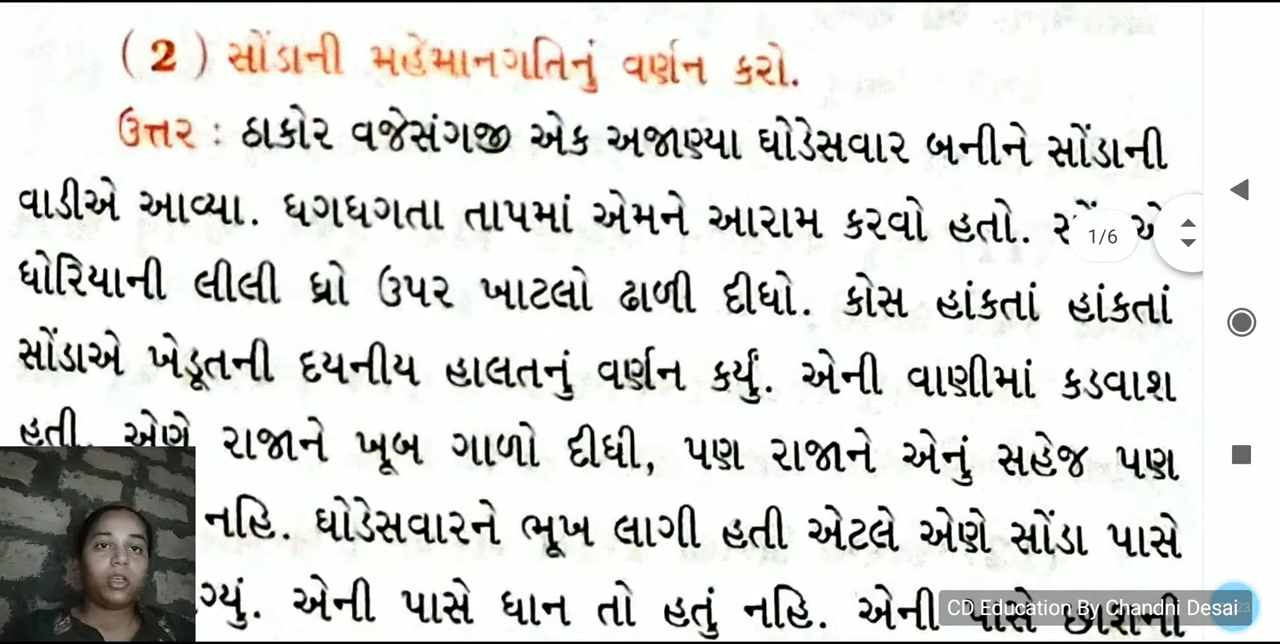 (2) સોંડાની મહેમાનગતિનું વર્ણન કરો.
ઉત્તર : ઠાકોર વજેસંગજી એક અજાણ્યા ઘોડેસવાર બનીને સોંડાની
વાડીએ આવ્યા. ધગધગતા તાપમાં એમને આરામ કરવો હતો.
1/6
ધોરિયાની લીલી ધ્રો ઉપર ખાટલો ઢાળી દીધો. કોસ હાંકતાં હાંકતાં
સોંડાએ ખેડૂતની દયનીય હાલતનું વર્ણન કર્યું. એની વાણીમાં કડવાશ
હતી. એણે રાજાને ખૂબ ગાળો દીધી, પણ રાજાને એનું સહેજ પણ
નહિ. ઘોડેસવારને ભૂખ લાગી હતી એટલે એણે સોંડા પાસે
એની પાસે ધાન તો હતું નહિ. એની પાસે
CD Education By Chandni Desai